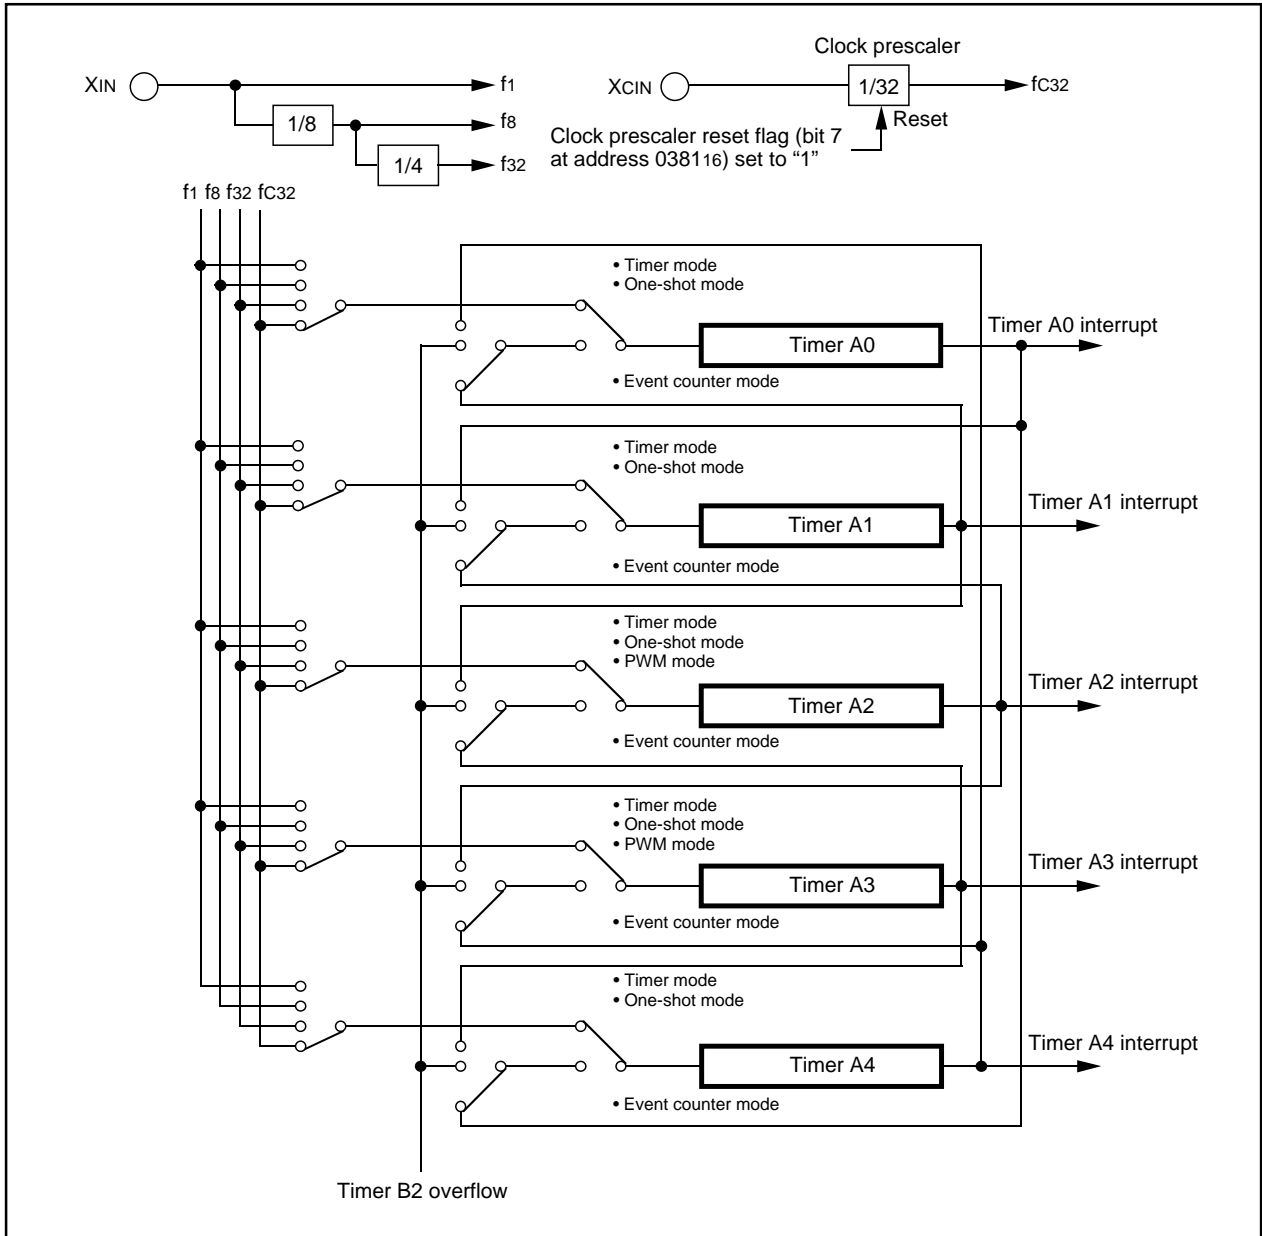 Clock prescaler
XIN
f1
XCIN
1/32
fC32
1/8
f8
Reset
Clock prescaler reset flag (bit 7
at address 038116) set to “1”
1/4
f32
f1 f8 f32 fC32
• Timer mode
• One-shot mode
Timer A0 interrupt
Timer A0
• Event counter mode
• Timer mode
• One-shot mode
Timer A1 interrupt
Timer A1
• Event counter mode
• Timer mode
• One-shot mode
• PWM mode
Timer A2 interrupt
Timer A2
• Event counter mode
• Timer mode
• One-shot mode
• PWM mode
Timer A3 interrupt
Timer A3
• Event counter mode
• Timer mode
• One-shot mode
Timer A4 interrupt
Timer A4
• Event counter mode
Timer B2 overflow